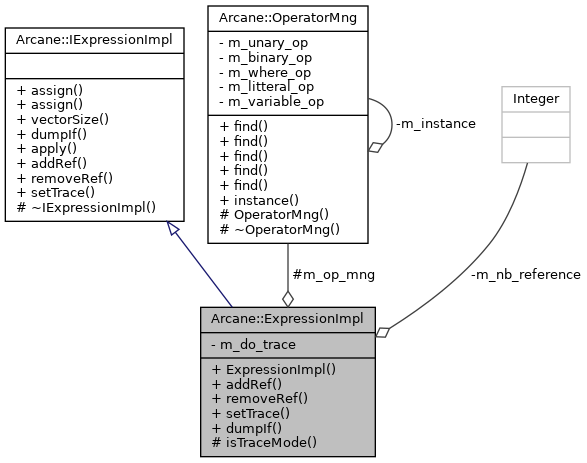 Arcane::IExpressionImpl
+ assign()
+ assign()
+ vectorSize()
+ dumpIf()
+ apply()
+ addRef()
+ removeRef()
+ setTrace()
# ~IExpressionImpl()
Arcane::OperatorMng
- m_unary_op
- m_binary_op
- m_where_op
- m_litteral_op
- m_variable_op
+ find()
+ find()
+ find()
+ find()
+ find()
+ instance()
# OperatorMng()
# ~OperatorMng()
-m_instance
Integer
#m_op_mng
-m_nb_reference
Arcane::ExpressionImpl
- m_do_trace
+ ExpressionImpl()
+ addRef()
+ removeRef()
+ setTrace()
+ dumpIf()
# isTraceMode()